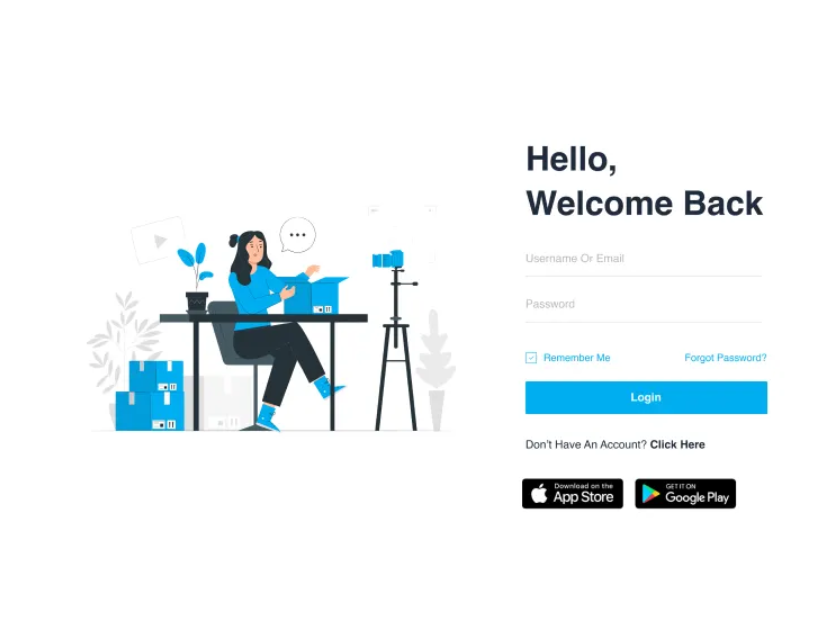 Hello,
Welcome Back
Username Or Email
Password
Remember Me
Forgot Password?
Login
Don't Have An Account? Click Here
Download on the
App Store
GET IT ON
Google Play